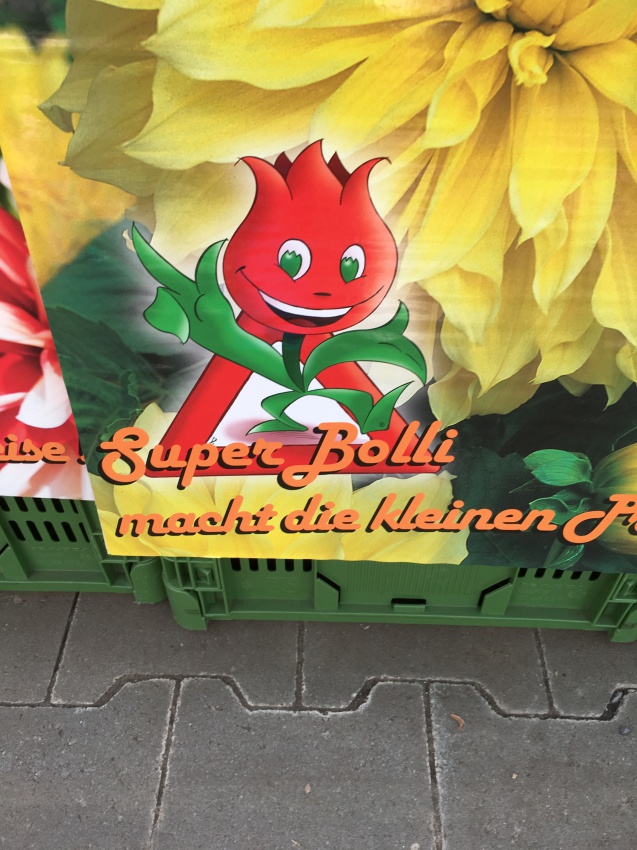 Super Bolli
macht die kleinen